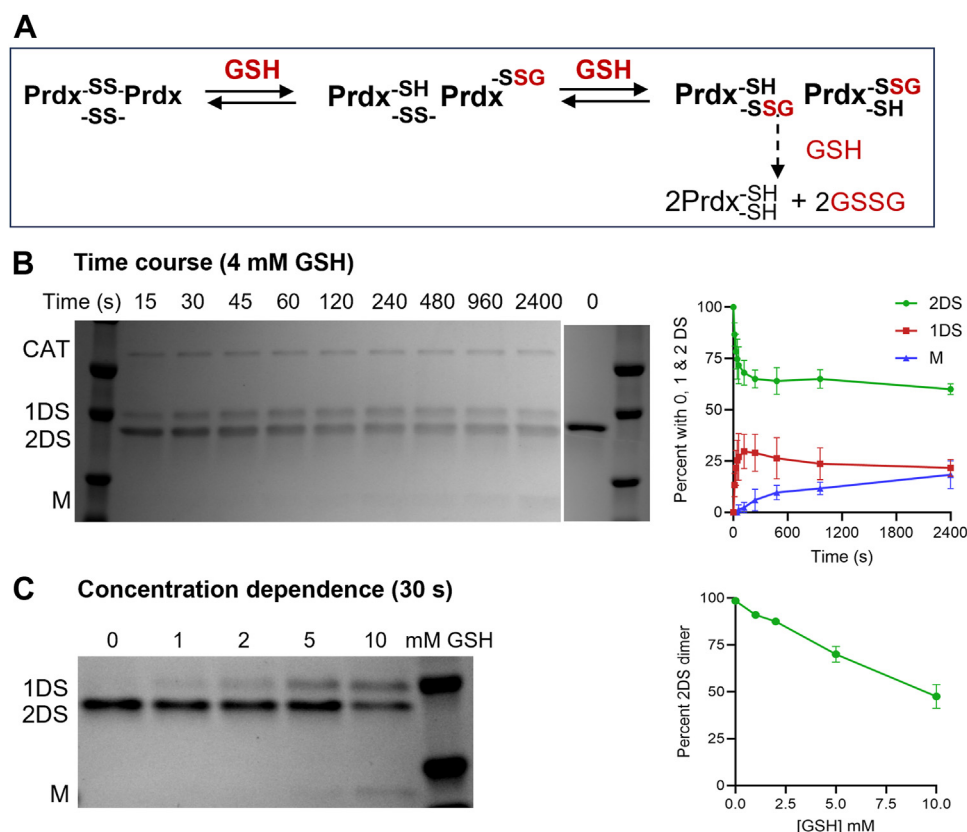 A
GSH GSH
Prdx-SS-Prdx
-SS-
Prdx-SH Prdx-SSG
-SS-
Prdx-SH Prdx-SSG
-SSG -SH
GSH
2Prdx-SH + 2GSSG
-SH
B Time course (4 mM GSH)
Time (s) 15 30 45 60 120 240 480 960 2400 0
CAT
1DS
2DS
M
Percent with 0, 1 & 2 DS
100
75
50
25
0
0 600 1200 1800 2400
Time (s)
2DS
1DS
M
C Concentration dependence (30 s)
0 1 2 5 10 mM GSH
1DS
2DS
M
Percent 2DS dimer
100
75
50
25
0
0.0 2.5 5.0 7.5 10.0
[GSH] mM